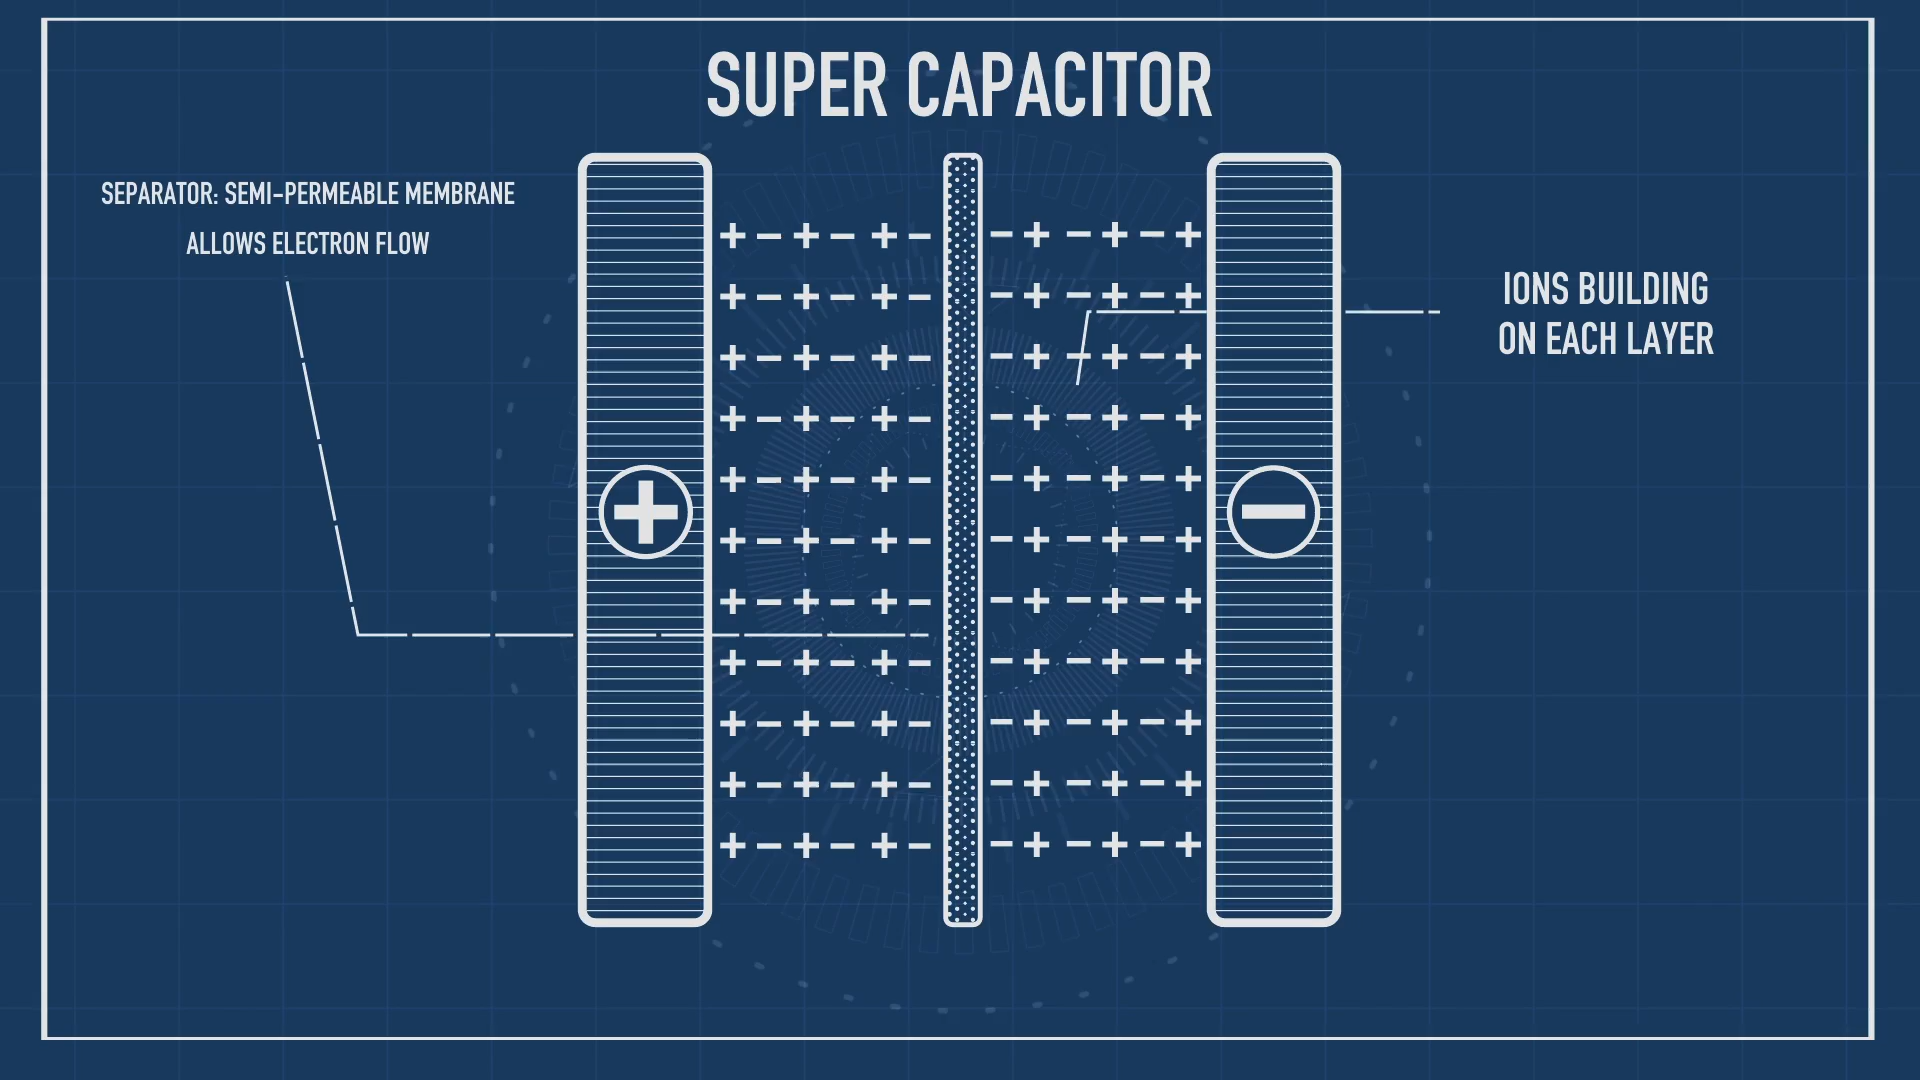 SUPER CAPACITOR
SEPARATOR: SEMI-PERMEABLE MEMBRANE
ALLOWS ELECTRON FLOW
IONS BUILDING
ON EACH LAYER